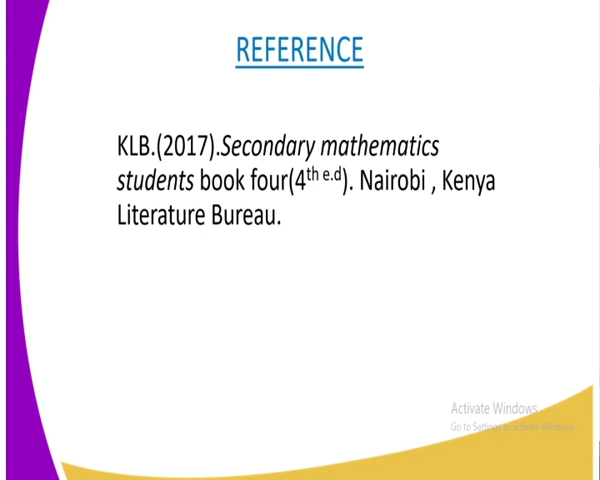 REFERENCE
KLB.(2017).Secondary mathematics
students book four(4th e.d). Nairobi , Kenya
Literature Bureau.
Activate Windows
Go to Settings to activate Windows.